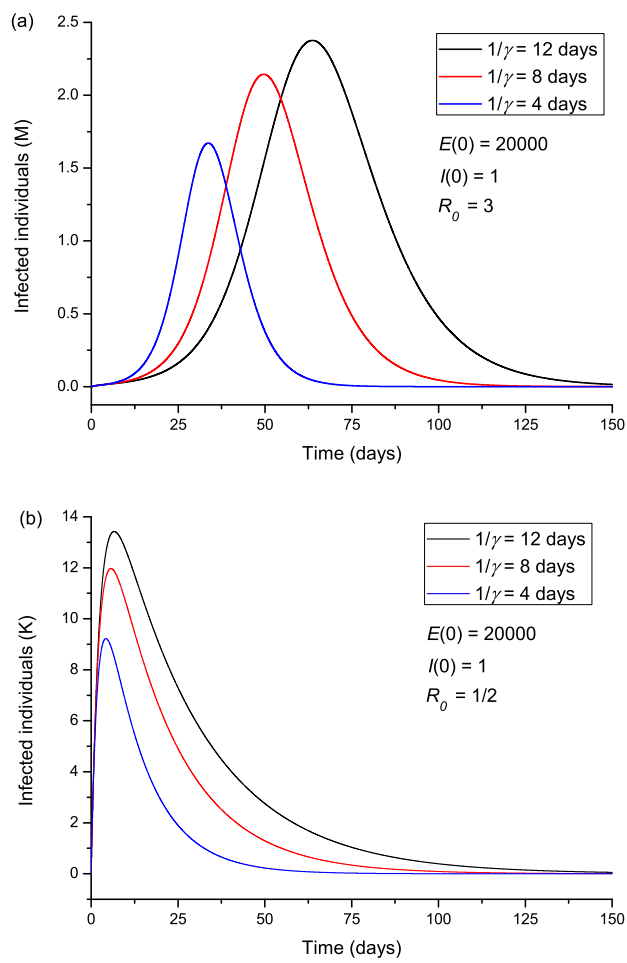 (a)
2.5
2.0
1.5
1.0
0.5
0.0
Infected individuals (M)
1/γ = 12 days
1/γ = 8 days
1/γ = 4 days
E(0) = 20000
I(0) = 1
R₀ = 3
0 25 50 75 100 125 150
Time (days)
(b)
14
12
10
8
6
4
2
0
Infected individuals (K)
1/γ = 12 days
1/γ = 8 days
1/γ = 4 days
E(0) = 20000
I(0) = 1
R₀ = 1/2
0 25 50 75 100 125 150
Time (days)